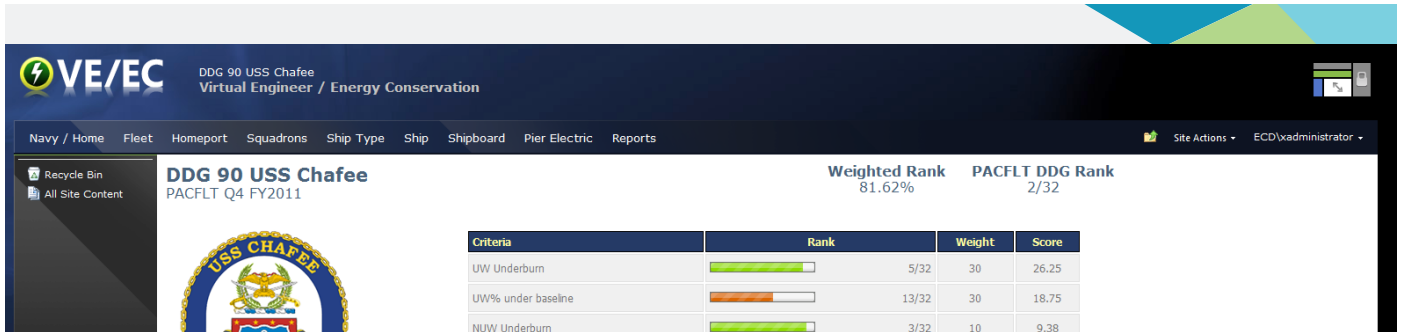 VE/EC
DDG 90 USS Chafee
Virtual Engineer / Energy Conservation
Navy / Home Fleet Homeport Squadrons Ship Type Ship Shipboard Pier Electric Reports Site Actions ECD\xadministrator
Recycle Bin
All Site Content
DDG 90 USS Chafee
PACFLT Q4 FY2011
Weighted Rank PACFLT DDG Rank
81.62% 2/32
USS CHAFEE
Criteria Rank Weight Score
UW Underburn 5/32 30 26.25
UW% under baseline 13/32 30 18.75
NUW Underburn 3/32 10 9.38